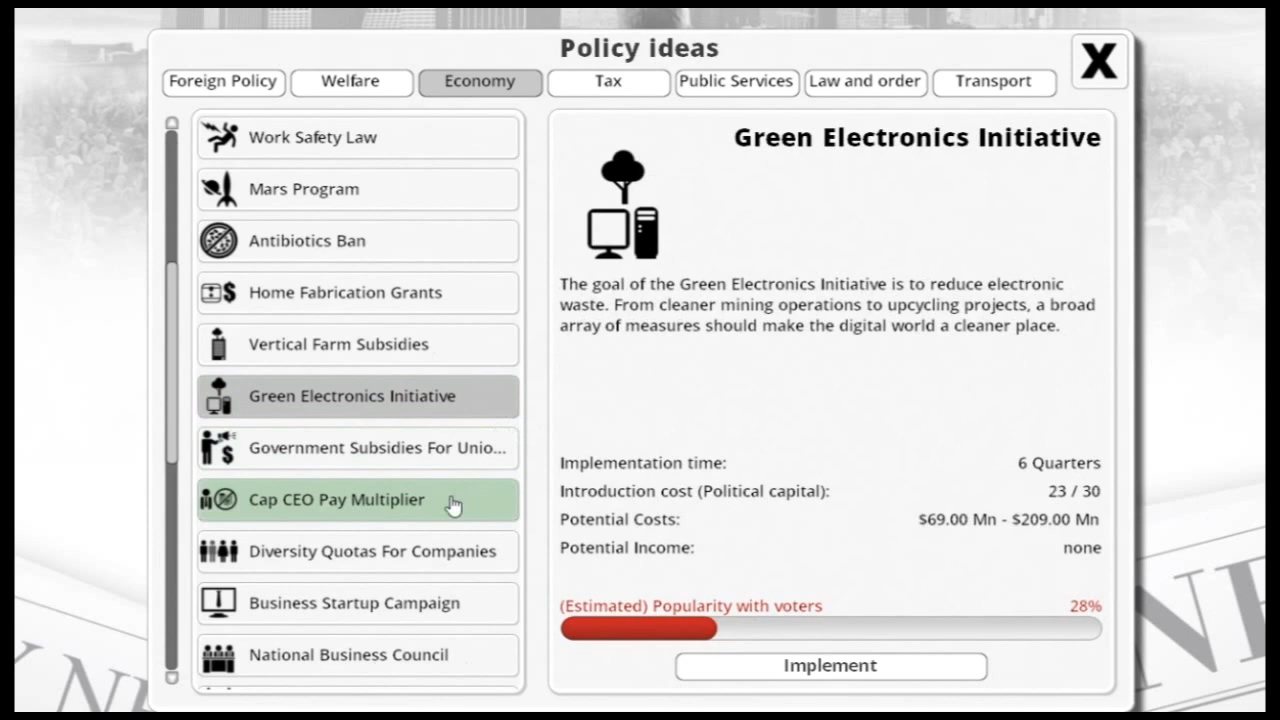 Policy ideas
X
Foreign Policy
Welfare
Economy
Tax
Public Services
Law and order
Transport
Work Safety Law
Mars Program
Antibiotics Ban
Home Fabrication Grants
Vertical Farm Subsidies
Green Electronics Initiative
Government Subsidies For Unio...
Cap CEO Pay Multiplier
Diversity Quotas For Companies
Business Startup Campaign
National Business Council
Green Electronics Initiative
The goal of the Green Electronics Initiative is to reduce electronic
waste. From cleaner mining operations to upcycling projects, a broad
array of measures should make the digital world a cleaner place.
Implementation time: 6 Quarters
Introduction cost (Political capital): 23 / 30
Potential Costs: $69.00 Mn - $209.00 Mn
Potential Income: none
(Estimated) Popularity with voters 28%
Implement